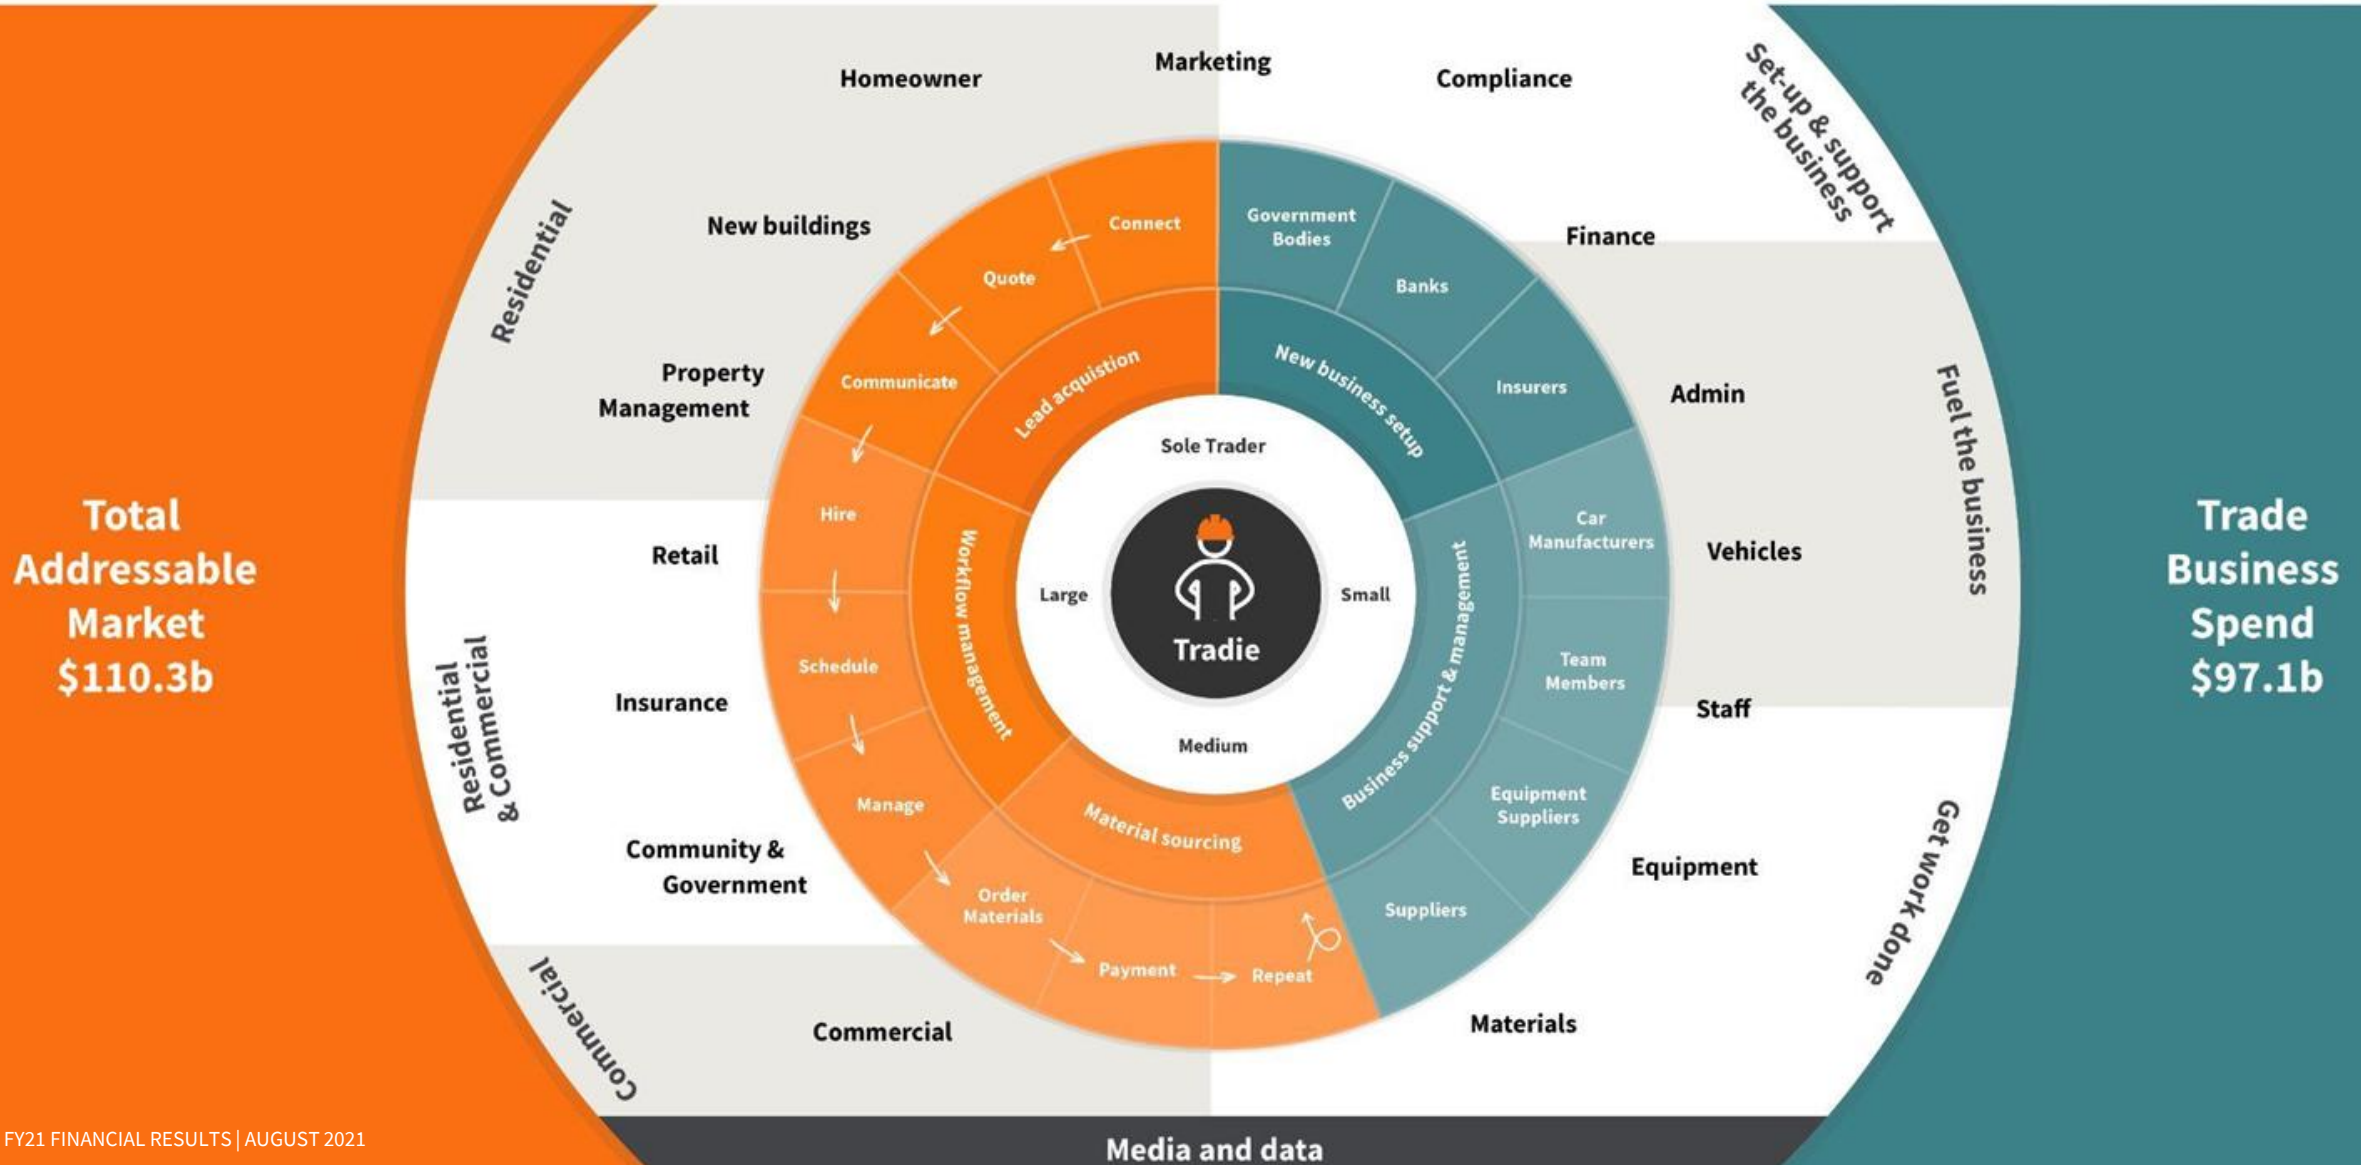 Total
Addressable
Market
$110.3b
Residential
Residential
& Commercial
Commercial
Homeowner
New buildings
Property
Management
Retail
Insurance
Community &
Government
Commercial
Marketing
Connect
Quote
Communicate
Hire
Schedule
Manage
Order
Materials
Payment
Repeat
Lead acquistion
Workflow management
Material sourcing
Sole Trader
Large
Small
Medium
Tradie
New business setup
Business support & management
Government
Bodies
Banks
Insurers
Car
Manufacturers
Team
Members
Equipment
Suppliers
Suppliers
Compliance
Finance
Admin
Vehicles
Staff
Equipment
Materials
Set-up & support
the business
Fuel the business
Get work done
Trade
Business
Spend
$97.1b
Media and data
FY21 FINANCIAL RESULTS | AUGUST 2021